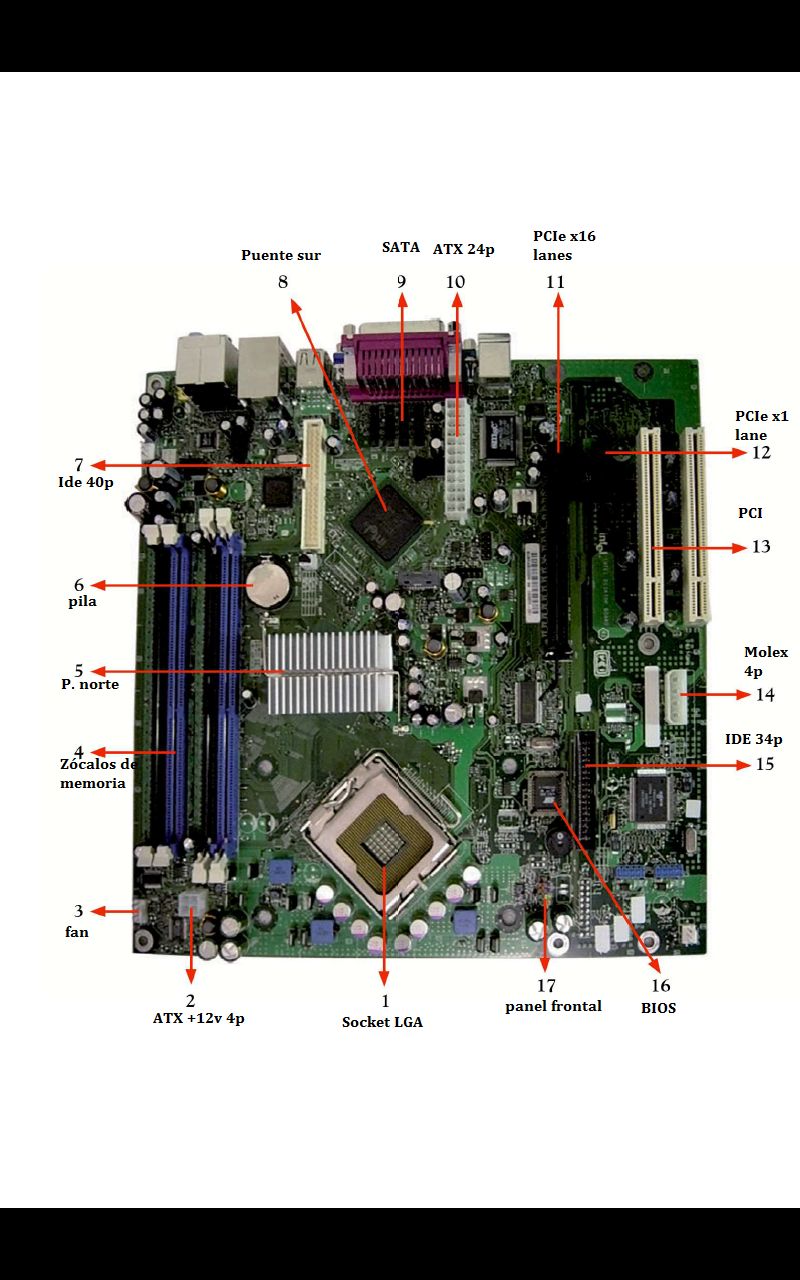 PCIe x16
lanes
SATA
ATX 24p
Puente sur
8
9
10
11
PCIe x1
lane
12
7
Ide 40p
PCI
13
6
pila
Molex
4p
14
5
P. norte
IDE 34p
15
4
Zócalos de
memoria
3
fan
2
ATX +12v 4p
1
Socket LGA
17
panel frontal
16
BIOS